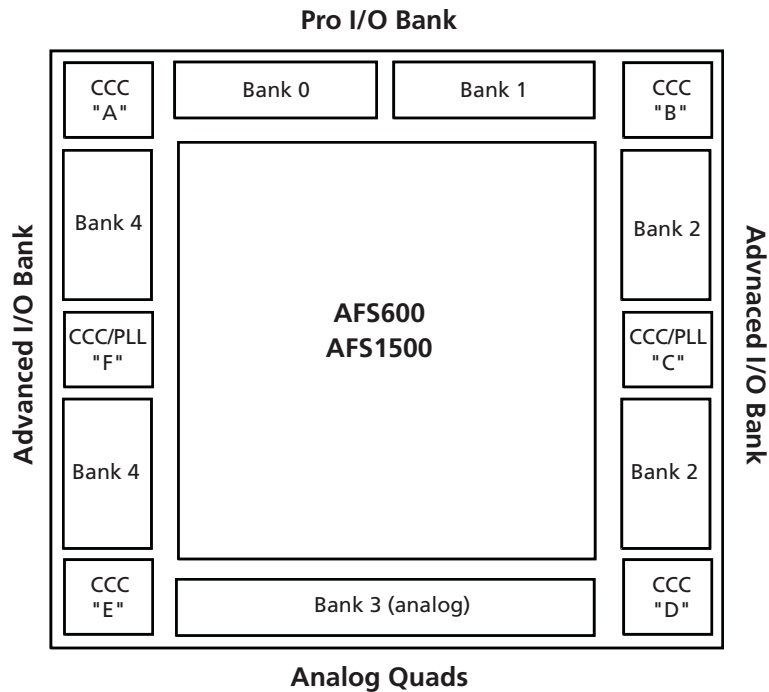 Pro I/O Bank
CCC
"A"
Bank 0
Bank 1
CCC
"B"
Bank 4
Bank 2
Advanced I/O Bank
Advnaced I/O Bank
AFS600
AFS1500
CCC/PLL
"F"
CCC/PLL
"C"
Bank 4
Bank 2
CCC
"E"
Bank 3 (analog)
CCC
"D"
Analog Quads